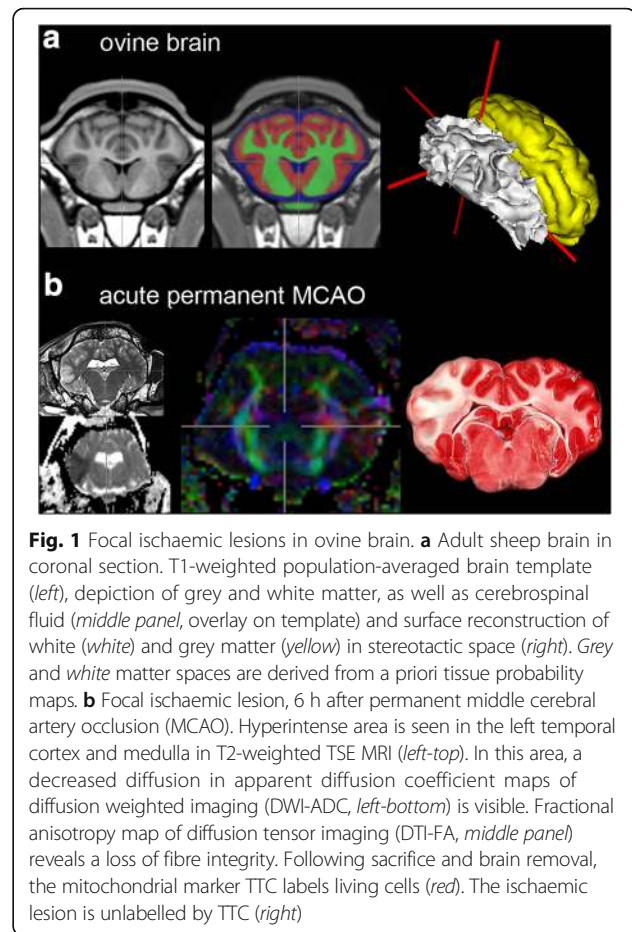 a ovine brain
b acute permanent MCAO
Fig. 1 Focal ischaemic lesions in ovine brain. a Adult sheep brain in
coronal section. T1-weighted population-averaged brain template
(left), depiction of grey and white matter, as well as cerebrospinal
fluid (middle panel, overlay on template) and surface reconstruction of
white (white) and grey matter (yellow) in stereotactic space (right). Grey
and white matter spaces are derived from a priori tissue probability
maps. b Focal ischaemic lesion, 6 h after permanent middle cerebral
artery occlusion (MCAO). Hyperintense area is seen in the left temporal
cortex and medulla in T2-weighted TSE MRI (left-top). In this area, a
decreased diffusion in apparent diffusion coefficient maps of
diffusion weighted imaging (DWI-ADC, left-bottom) is visible. Fractional
anisotropy map of diffusion tensor imaging (DTI-FA, middle panel)
reveals a loss of fibre integrity. Following sacrifice and brain removal,
the mitochondrial marker TTC labels living cells (red). The ischaemic
lesion is unlabelled by TTC (right)